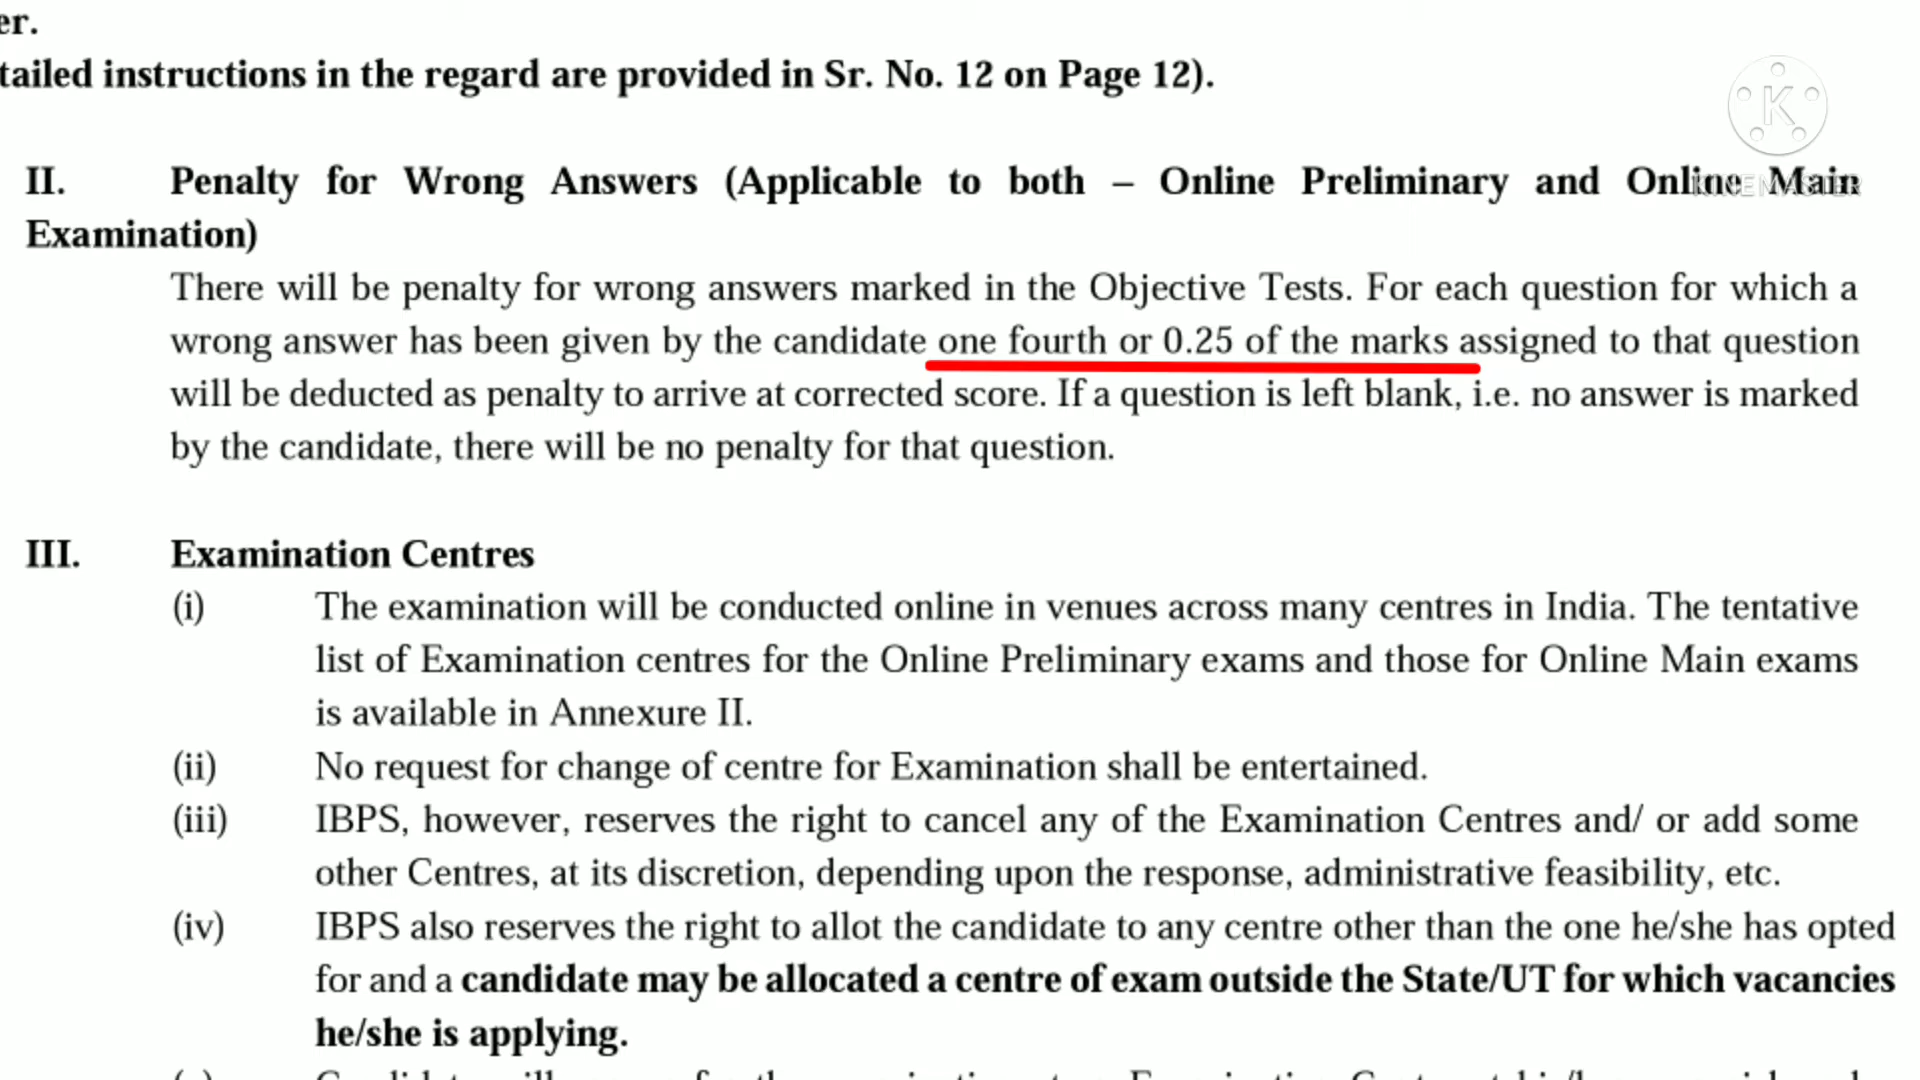 er.
tailed instructions in the regard are provided in Sr. No. 12 on Page 12).
K
KINEMASTER
II. Penalty for Wrong Answers (Applicable to both – Online Preliminary and Online Main
Examination)
There will be penalty for wrong answers marked in the Objective Tests. For each question for which a
wrong answer has been given by the candidate one fourth or 0.25 of the marks assigned to that question
will be deducted as penalty to arrive at corrected score. If a question is left blank, i.e. no answer is marked
by the candidate, there will be no penalty for that question.
III. Examination Centres
(i) The examination will be conducted online in venues across many centres in India. The tentative
list of Examination centres for the Online Preliminary exams and those for Online Main exams
is available in Annexure II.
(ii) No request for change of centre for Examination shall be entertained.
(iii) IBPS, however, reserves the right to cancel any of the Examination Centres and/ or add some
other Centres, at its discretion, depending upon the response, administrative feasibility, etc.
(iv) IBPS also reserves the right to allot the candidate to any centre other than the one he/she has opted
for and a candidate may be allocated a centre of exam outside the State/UT for which vacancies
he/she is applying.